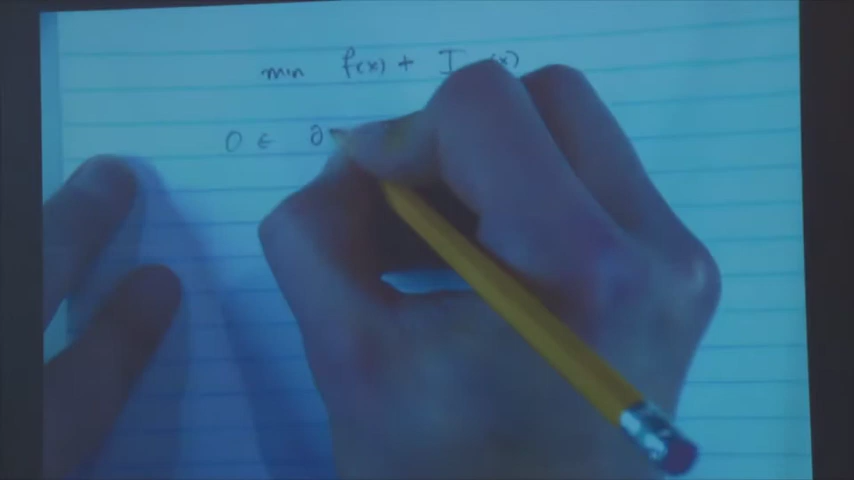 min f(x) + I (x)
0 ∈ ∂